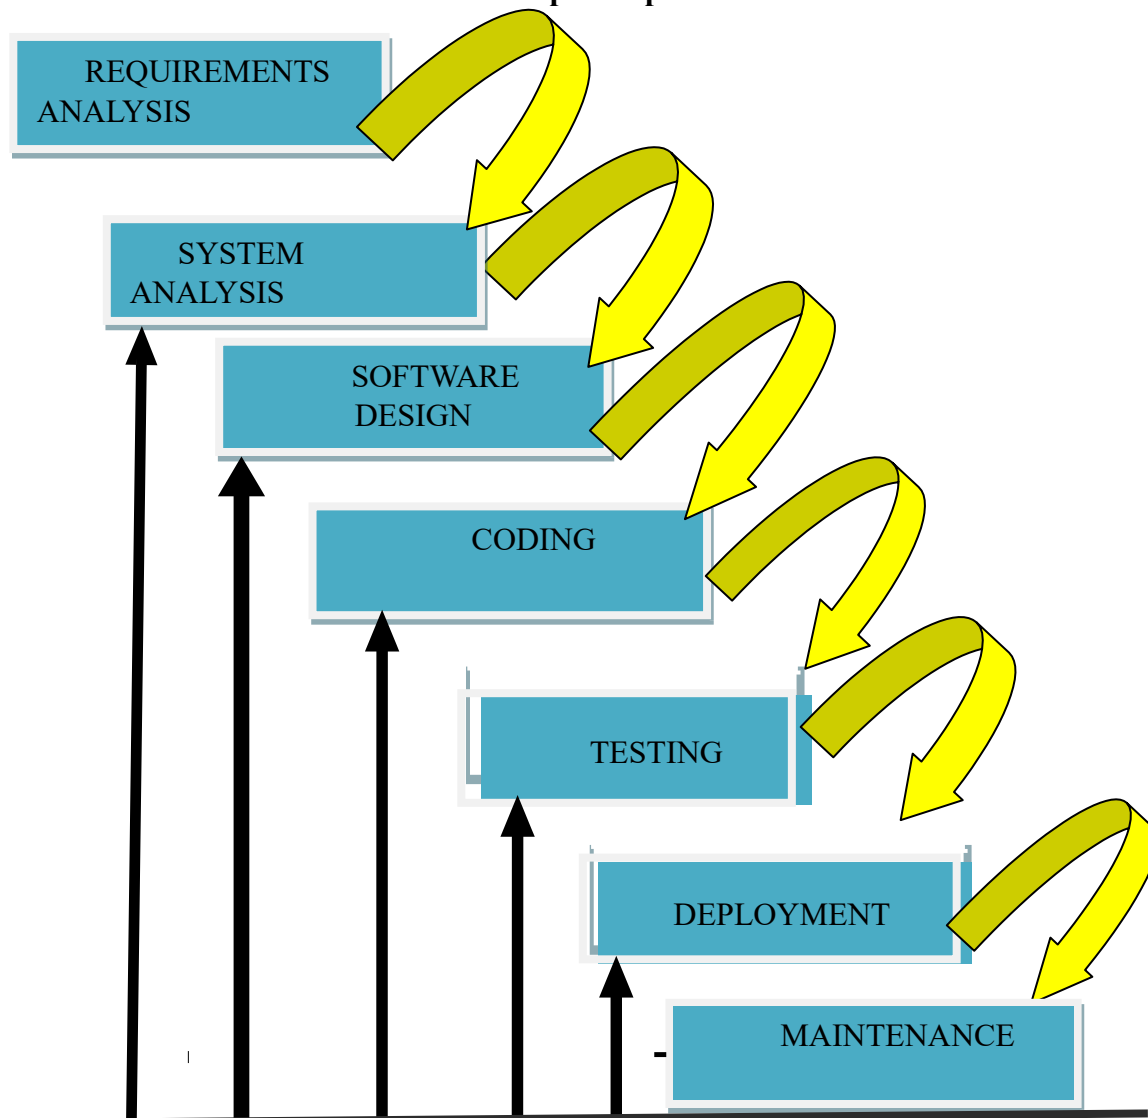 REQUIREMENTS
ANALYSIS
SYSTEM
ANALYSIS
SOFTWARE
DESIGN
CODING
TESTING
DEPLOYMENT
MAINTENANCE